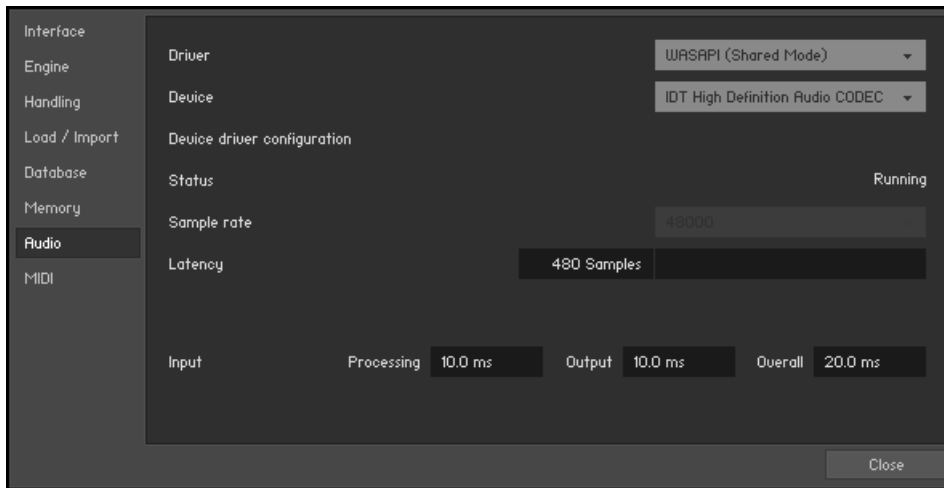 Interface
Engine
Handling
Load / Import
Database
Memory
Audio
MIDI
Driver WASAPI (Shared Mode)
Device IDT High Definition Audio CODEC
Device driver configuration
Status Running
Sample rate 48000
Latency 480 Samples
Input Processing 10.0 ms Output 10.0 ms Overall 20.0 ms
Close